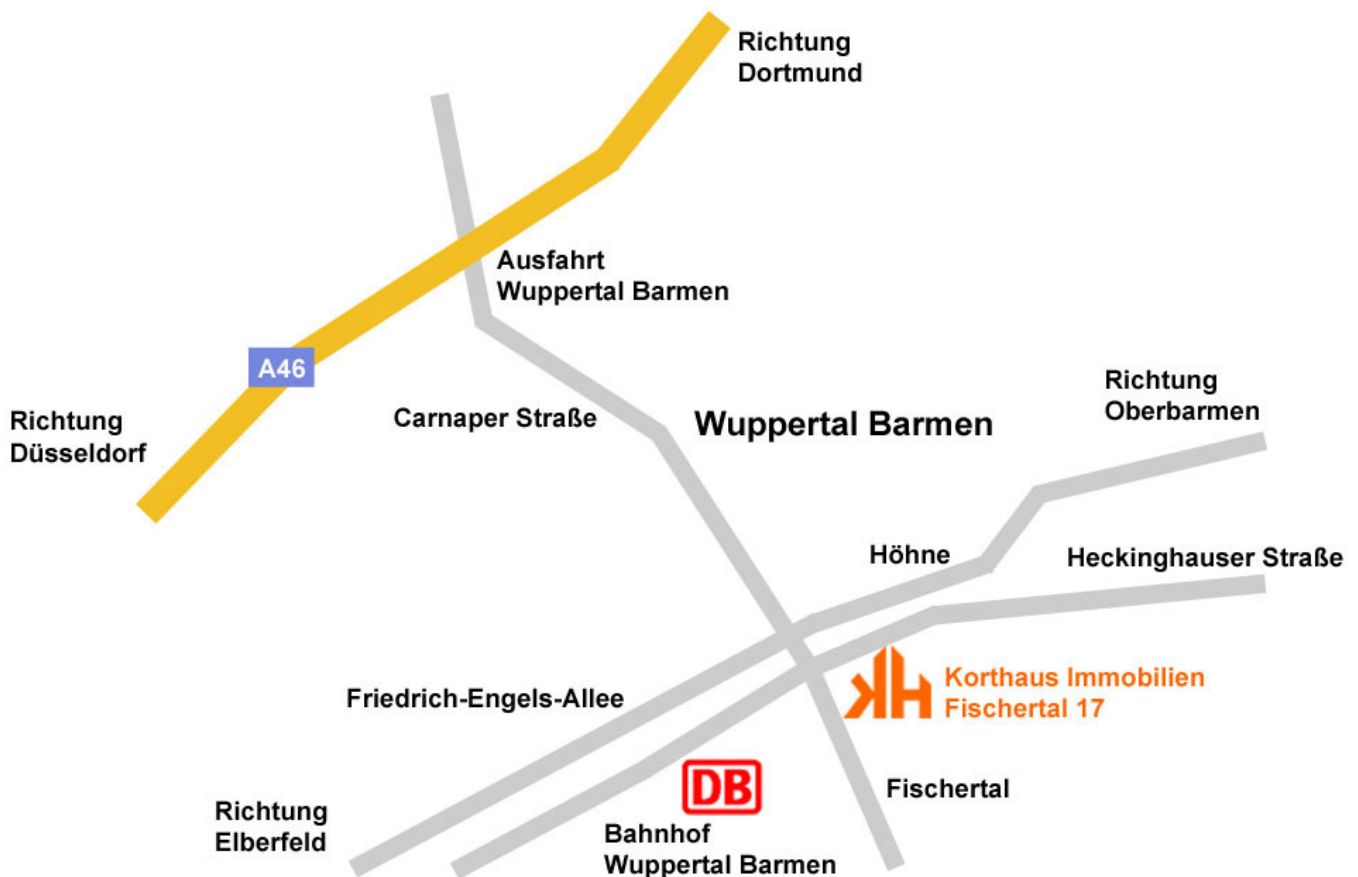 Richtung
Dortmund
Ausfahrt
Wuppertal Barmen
A46
Richtung
Düsseldorf
Carnaper Straße
Wuppertal Barmen
Richtung
Oberbarmen
Höhne
Heckinghauser Straße
Friedrich-Engels-Allee
Korthaus Immobilien
Fischertal 17
DB
Fischertal
Richtung
Elberfeld
Bahnhof
Wuppertal Barmen